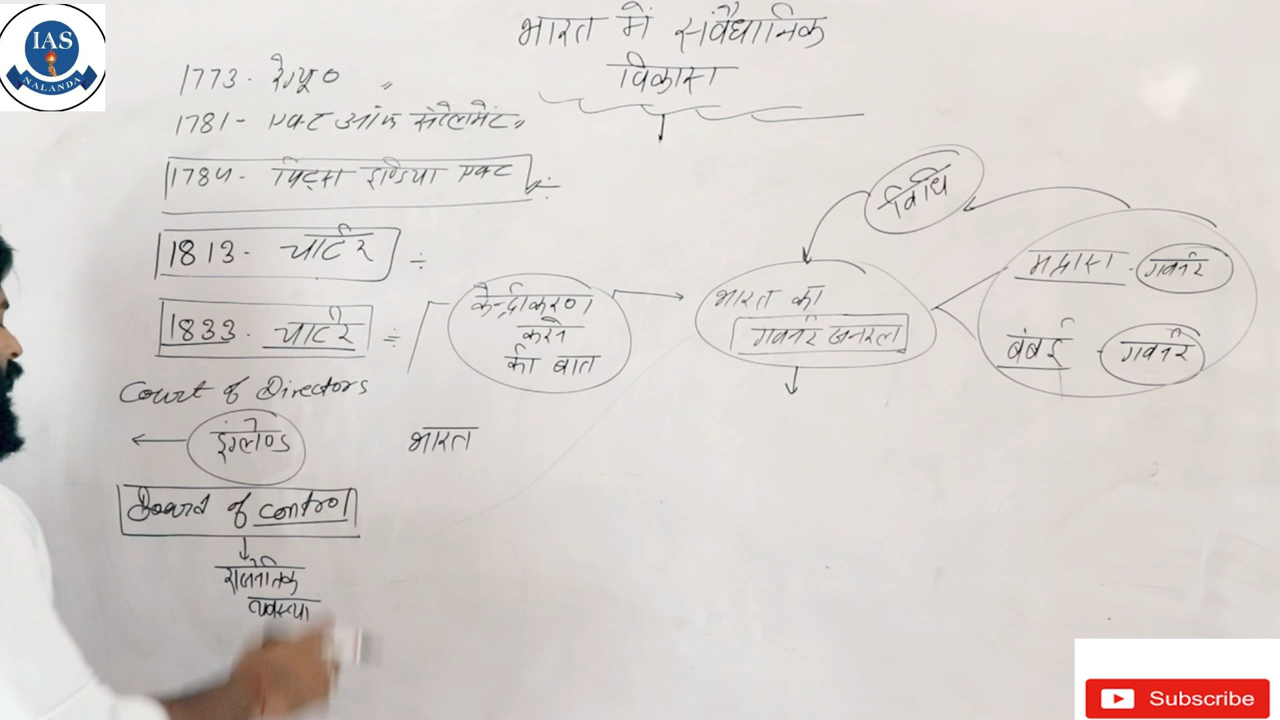 IAS
NALANDA
भारत में संवैधानिक
विकास
1773 - रेग्यू० "
1781 - एक्ट ऑफ सेटेलमेंट "
1784 - पिट्स इण्डिया एक्ट
1813 - चार्टर
1833 - चार्टर
केन्द्रीकरण
करने
की बात
भारत का
गवर्नर जनरल
विधि
मद्रास - गवर्नर
बंबई - गवर्नर
Court of Directors
इंग्लैण्ड
भारत
Board of control
राजनैतिक
व्यवस्था
Subscribe